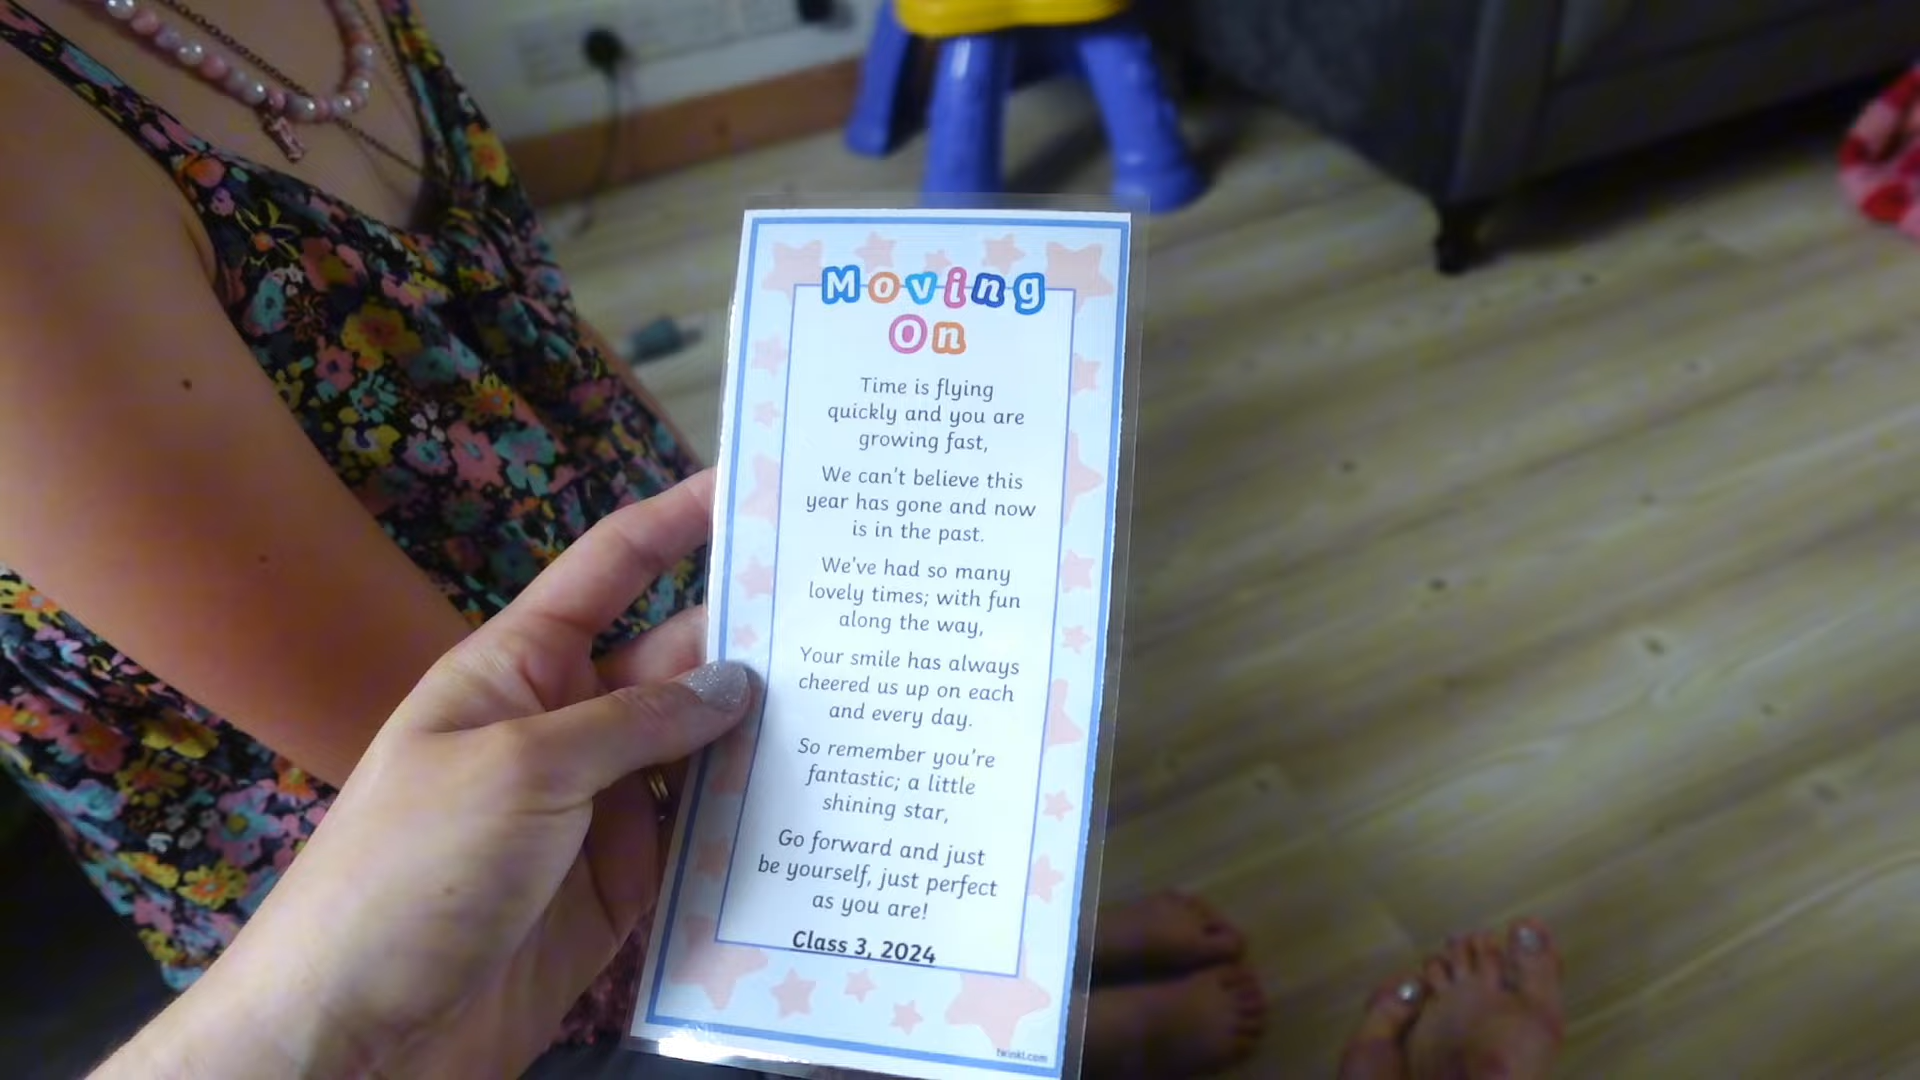 Moving
On
Time is flying
quickly and you are
growing fast,
We can't believe this
year has gone and now
is in the past.
We've had so many
lovely times; with fun
along the way,
Your smile has always
cheered us up on each
and every day.
So remember you're
fantastic; a little
shining star,
Go forward and just
be yourself, just perfect
as you are!
Class 3, 2024
twinkl.com